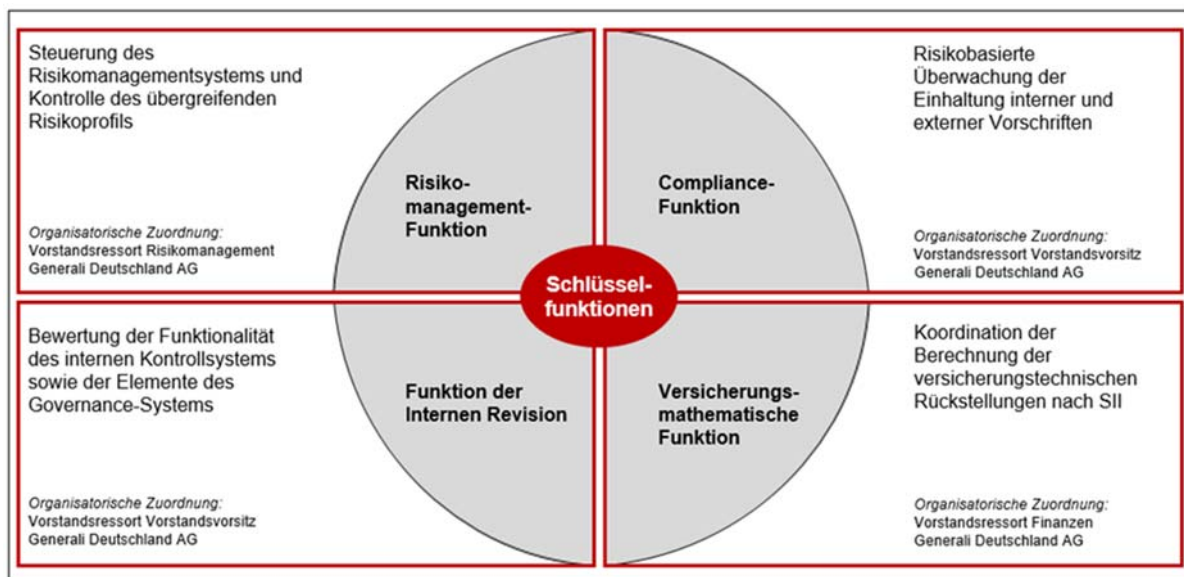 Steuerung des
Risikomanagementsystems und
Kontrolle des übergreifenden
Risikoprofils
Organisatorische Zuordnung:
Vorstandsressort Risikomanagement
Generali Deutschland AG
Risiko-
management-
Funktion
Compliance-
Funktion
Risikobasierte
Überwachung der
Einhaltung interner und
externer Vorschriften
Organisatorische Zuordnung:
Vorstandsressort Vorstandsvorsitz
Generali Deutschland AG
Schlüssel-
funktionen
Bewertung der Funktionalität
des internen Kontrollsystems
sowie der Elemente des
Governance-Systems
Organisatorische Zuordnung:
Vorstandsressort Vorstandsvorsitz
Generali Deutschland AG
Funktion der
Internen Revision
Versicherungs-
mathematische
Funktion
Koordination der
Berechnung der
versicherungstechnischen
Rückstellungen nach SII
Organisatorische Zuordnung:
Vorstandsressort Finanzen
Generali Deutschland AG